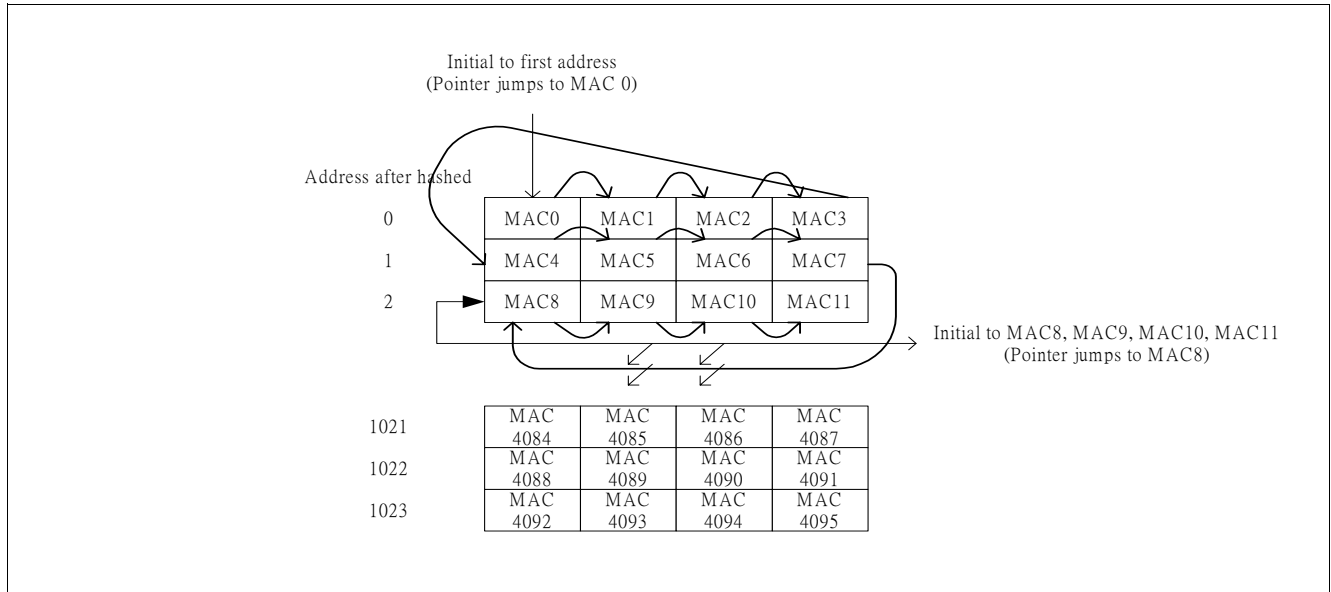 Initial to first address
(Pointer jumps to MAC 0)
Address after hashed
0 MAC0 MAC1 MAC2 MAC3
1 MAC4 MAC5 MAC6 MAC7
2 MAC8 MAC9 MAC10 MAC11
Initial to MAC8, MAC9, MAC10, MAC11
(Pointer jumps to MAC8)
1021 MAC 4084 MAC 4085 MAC 4086 MAC 4087
1022 MAC 4088 MAC 4089 MAC 4090 MAC 4091
1023 MAC 4092 MAC 4093 MAC 4094 MAC 4095